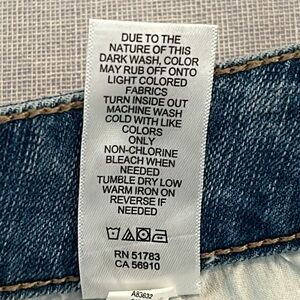 DUE TO THE
NATURE OF THIS
DARK WASH, COLOR
MAY RUB OFF ONTO
LIGHT COLORED
FABRICS
TURN INSIDE OUT
MACHINE WASH
COLD WITH LIKE
COLORS
ONLY
NON-CHLORINE
BLEACH WHEN
NEEDED
TUMBLE DRY LOW
WARM IRON ON
REVERSE IF
NEEDED
RN 51783
CA 56910